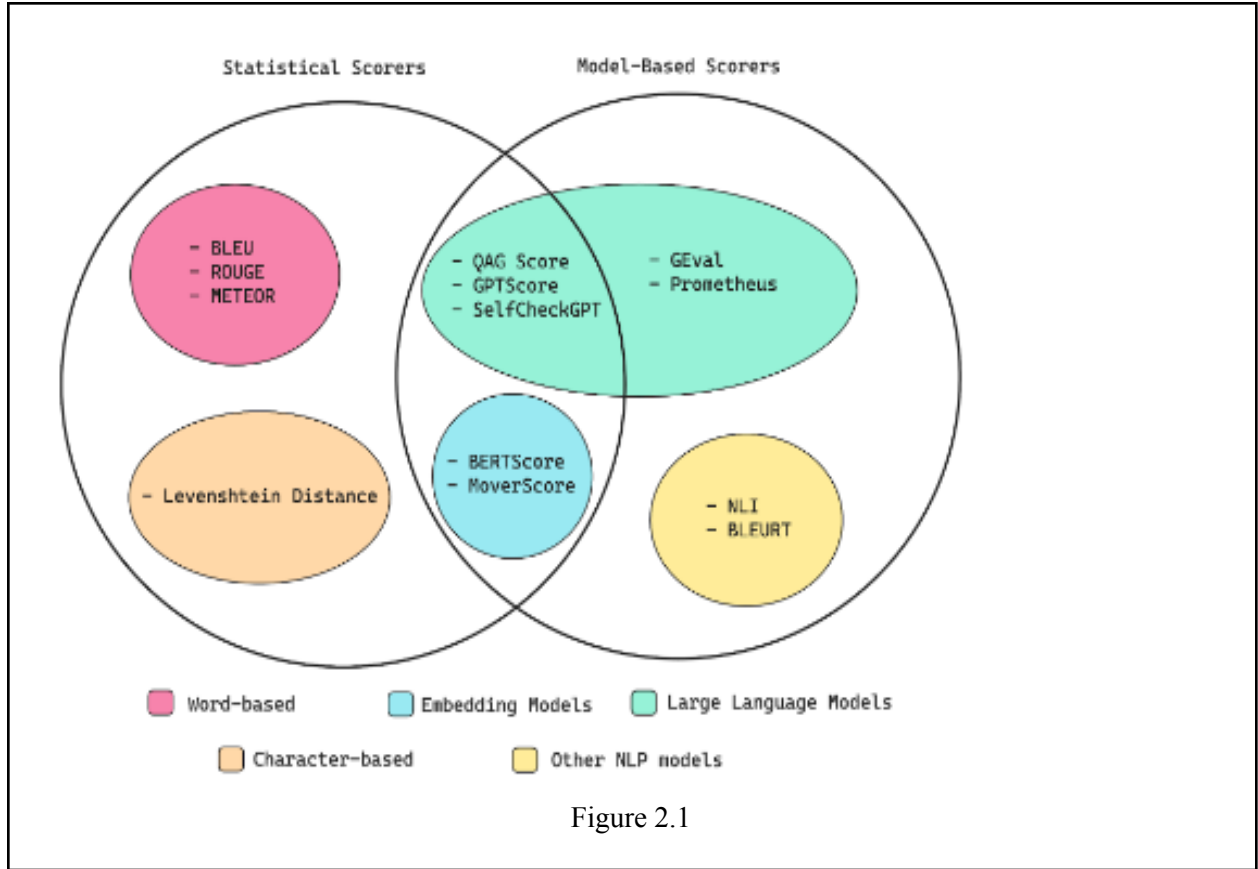 Statistical Scorers
Model-Based Scorers
- BLEU
- ROUGE
- METEOR
- QAG Score
- GPTScore
- SelfCheckGPT
- GEval
- Prometheus
- Levenshtein Distance
- BERTScore
- MoverScore
- NLI
- BLEURT
Word-based
Embedding Models
Large Language Models
Character-based
Other NLP models
Figure 2.1